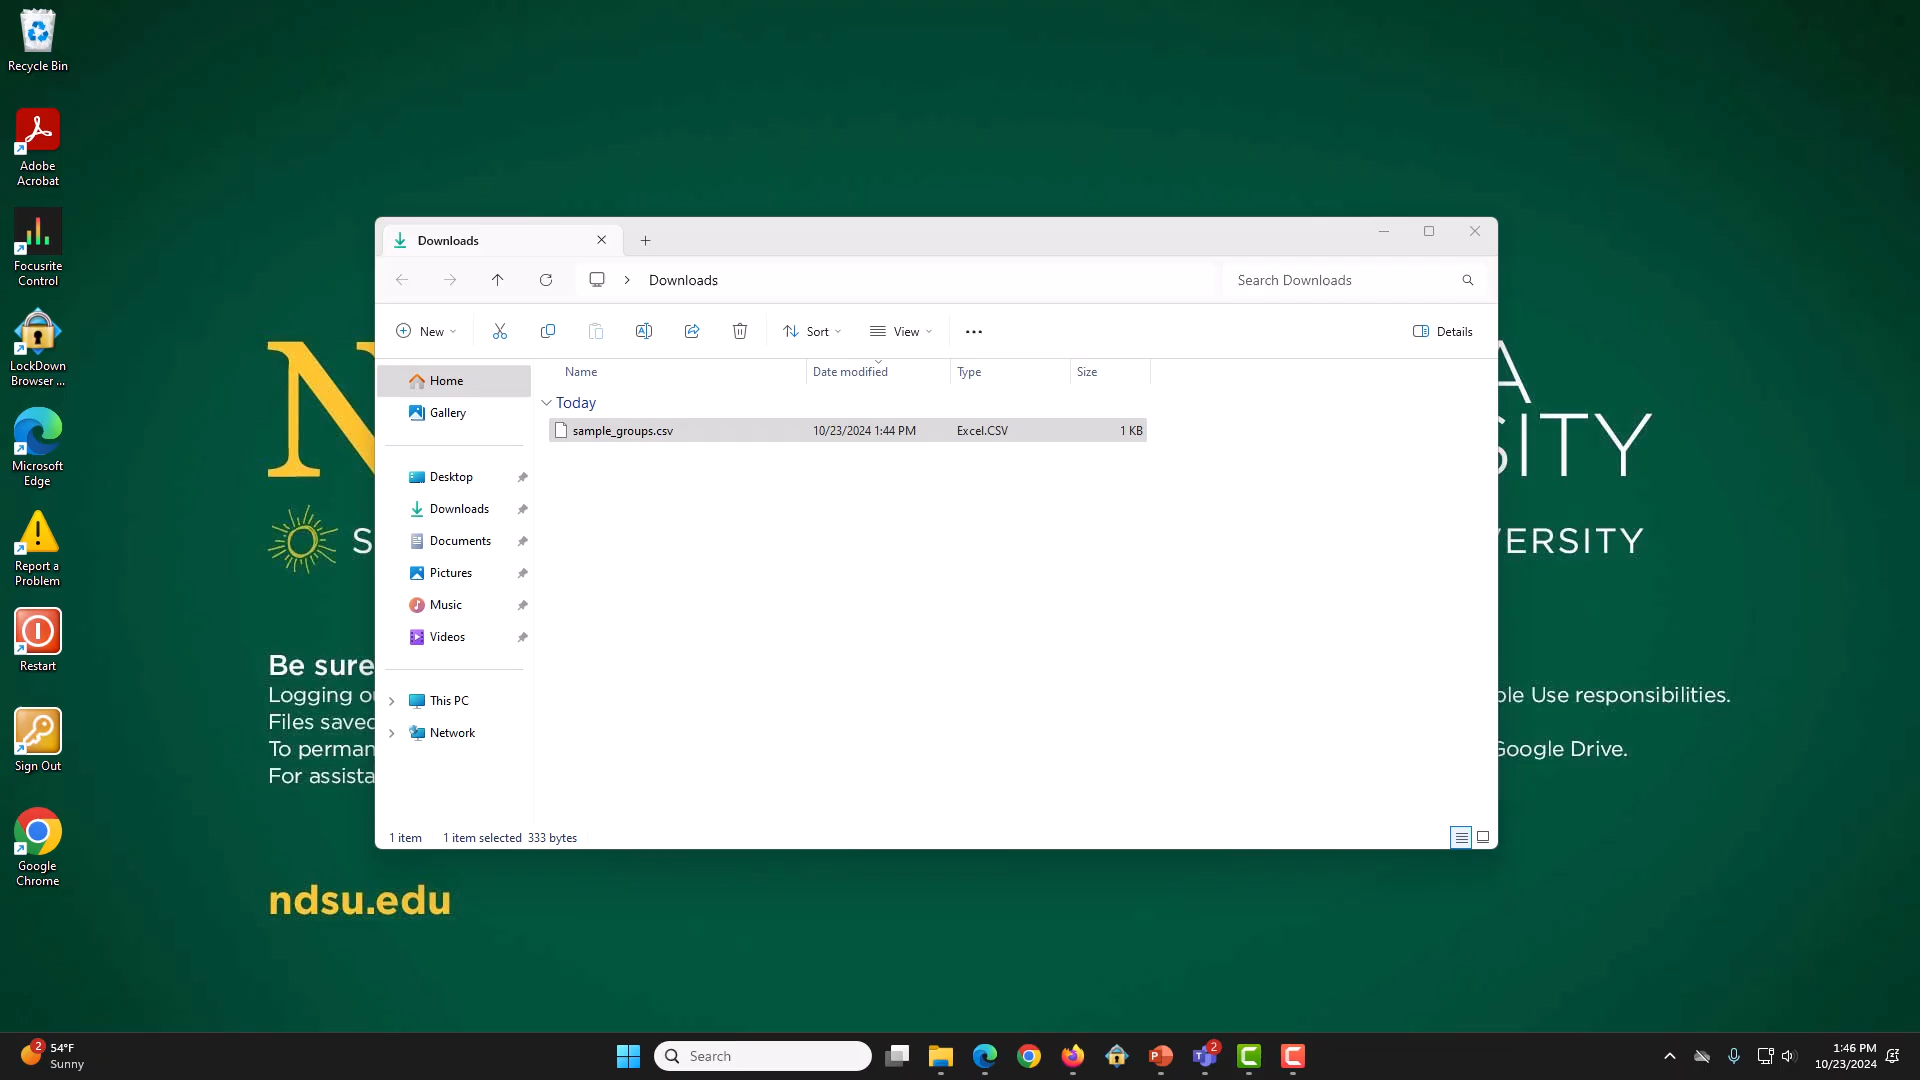 Recycle Bin
Adobe
Acrobat
Focusrite
Control
LockDown
Browser ...
Microsoft
Edge
Report a
Problem
Restart
Sign Out
Google
Chrome
Downloads
Downloads
Search Downloads
New
Sort
View
Details
Home
Gallery
Desktop
Downloads
Documents
Pictures
Music
Videos
This PC
Network
Name Date modified Type Size
Today
sample_groups.csv 10/23/2024 1:44 PM Excel.CSV 1 KB
1 item 1 item selected 333 bytes
N
A
SITY
S
ERSITY
Be sure
Logging
ble Use responsibilities.
Files saved
To perman
Google Drive.
For assista
ndsu.edu
2
54°F
Sunny
Search
2
1:46 PM
10/23/2024